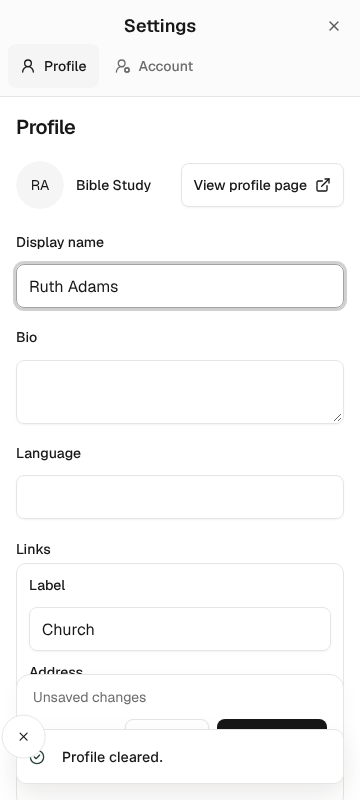 Settings
Profile
Account
Profile
RA
Bible Study
View profile page
Display name
Ruth Adams
Bio
Language
Links
Label
Church
Address
Unsaved changes
Profile cleared.